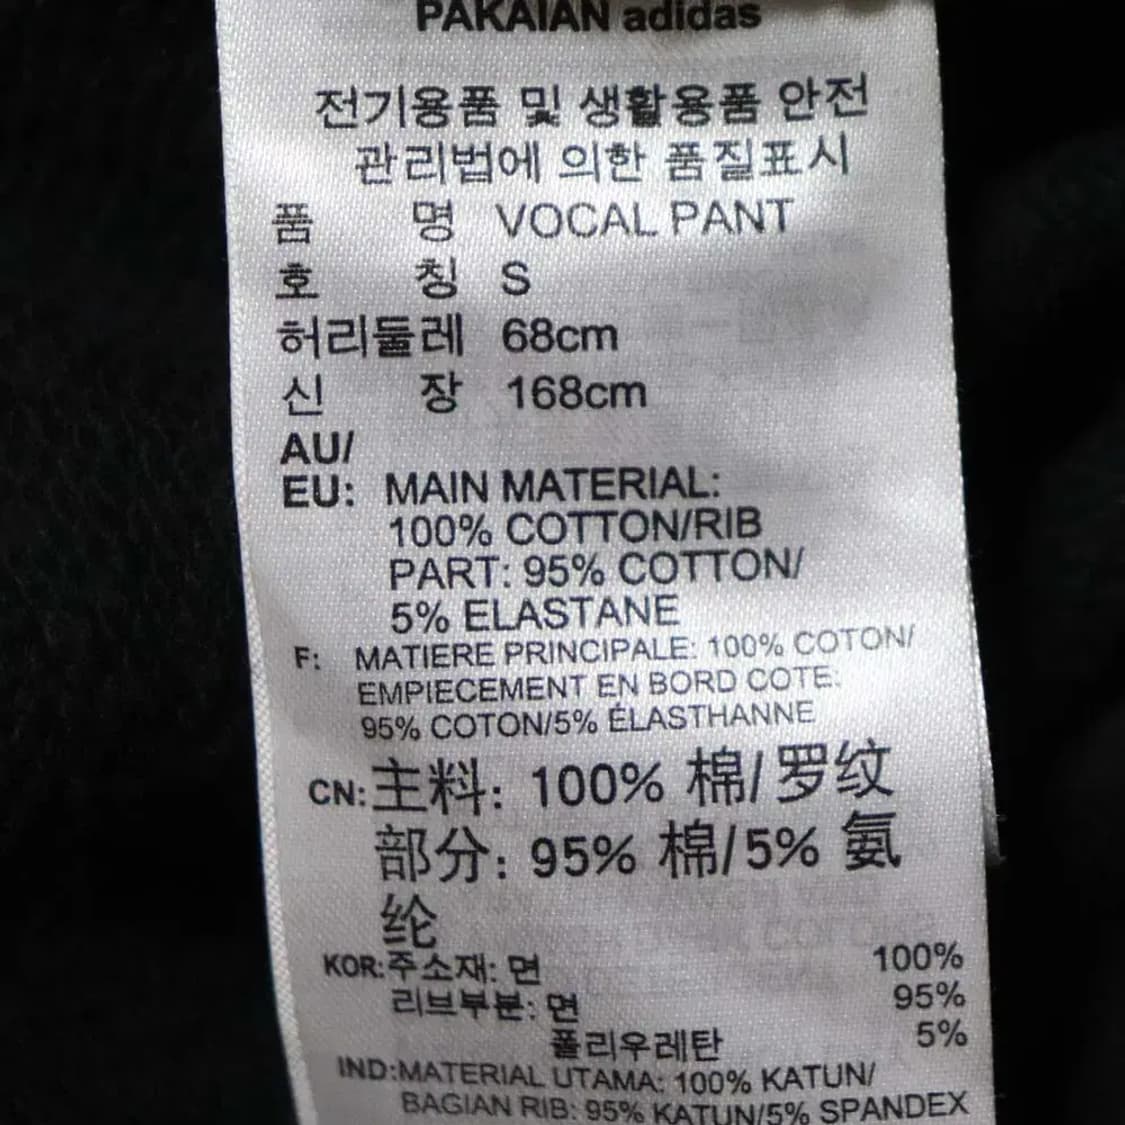 PAKAIAN adidas
전기용품 및 생활용품 안전
관리법에 의한 품질표시
품 명 VOCAL PANT
호 칭 S
허리둘레 68cm
신 장 168cm
AU/
EU: MAIN MATERIAL:
100% COTTON/RIB
PART: 95% COTTON/
5% ELASTANE
F: MATIERE PRINCIPALE: 100% COTON/
EMPIECEMENT EN BORD COTE:
95% COTON/5% ÉLASTHANNE
CN: 主料: 100% 棉/罗纹
部分: 95% 棉/5% 氨
纶
KOR:주소재: 면 100%
리브부분: 면 95%
폴리우레탄 5%
IND:MATERIAL UTAMA: 100% KATUN/
BAGIAN RIB: 95% KATUN/5% SPANDEX